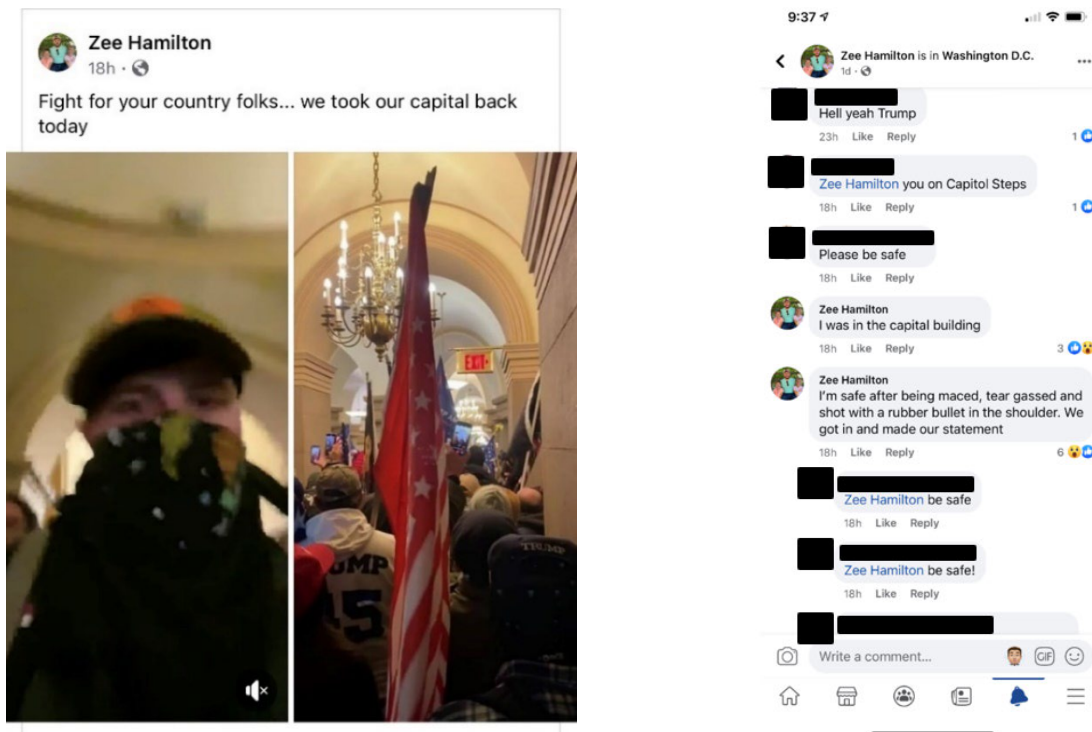 Zee Hamilton
18h ·
Fight for your country folks... we took our capital back
today
EXIT
UMP
45
TRUMP
9:37
Zee Hamilton is in Washington D.C.
1d ·
Hell yeah Trump
23h Like Reply
1
Zee Hamilton you on Capitol Steps
18h Like Reply
1
Please be safe
18h Like Reply
Zee Hamilton
I was in the capital building
18h Like Reply
3
Zee Hamilton
I'm safe after being maced, tear gassed and
shot with a rubber bullet in the shoulder. We
got in and made our statement
18h Like Reply
6
Zee Hamilton be safe
18h Like Reply
Zee Hamilton be safe!
18h Like Reply
Write a comment...
GIF